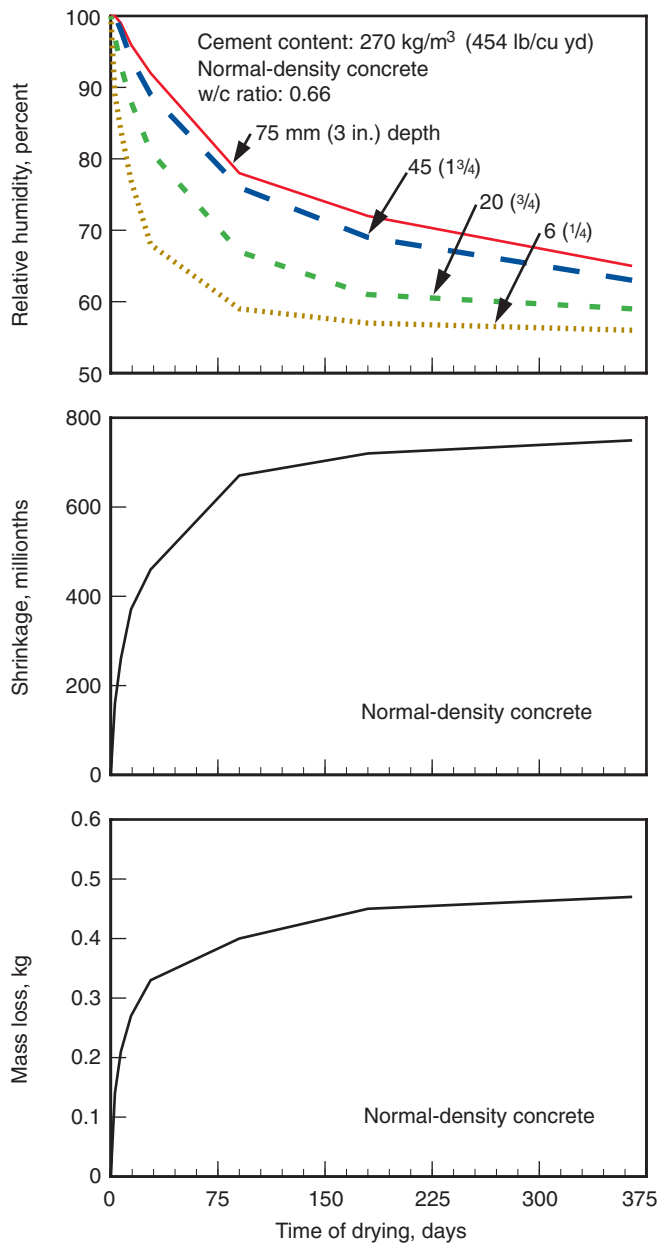 100
90
80
70
60
50
Relative humidity, percent
Cement content: 270 kg/m³ (454 lb/cu yd)
Normal-density concrete
w/c ratio: 0.66
75 mm (3 in.) depth
45 (1¾)
20 (¾)
6 (¼)
800
600
400
200
0
Shrinkage, millionths
Normal-density concrete
0.6
0.5
0.4
0.3
0.2
0.1
0
Mass loss, kg
Normal-density concrete
0 75 150 225 300 375
Time of drying, days